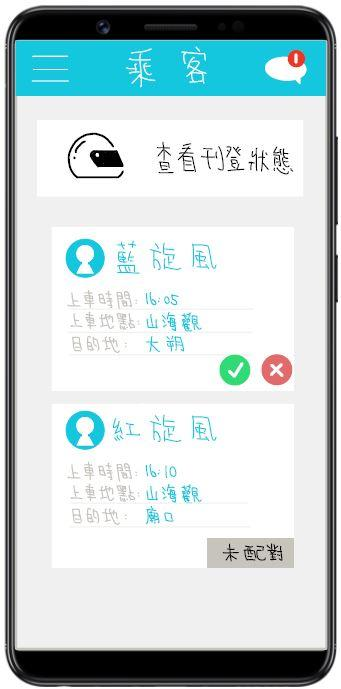 乘客
查看刊登狀態
藍旋風
上車時間: 16:05
上車地點: 山海觀
目的地: 大朔
紅旋風
上車時間: 16:10
上車地點: 山海觀
目的地: 廟口
未配對